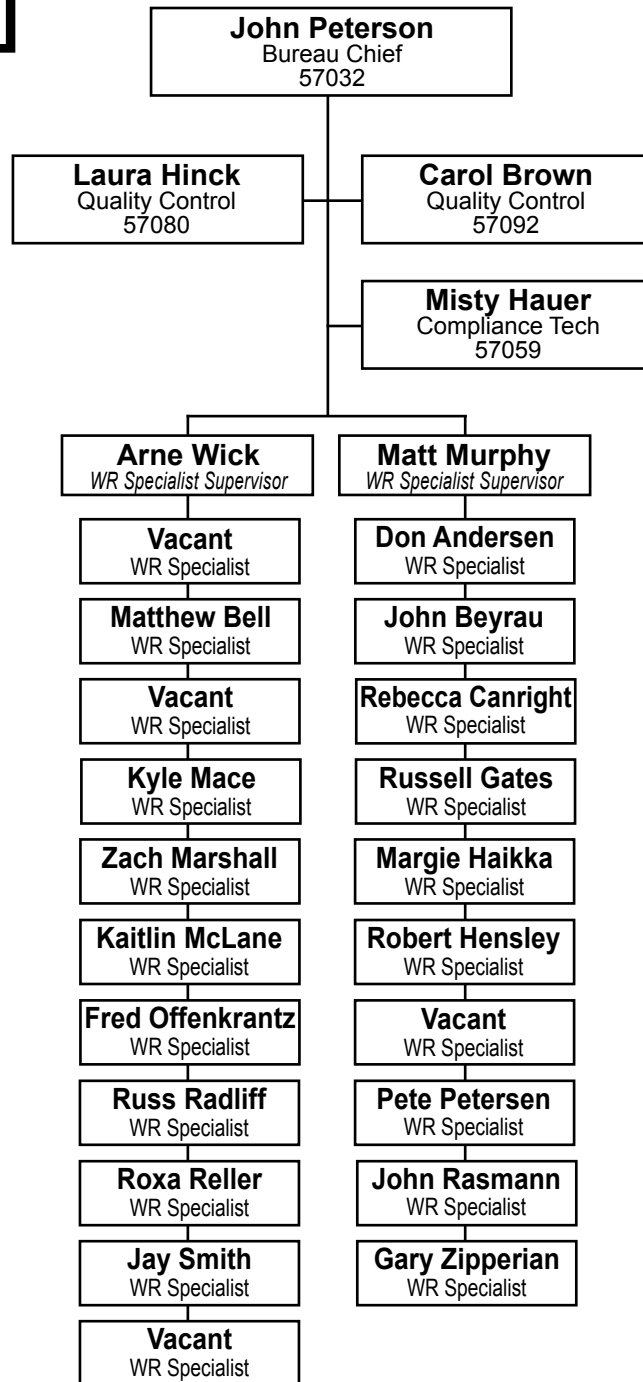 John Peterson
Bureau Chief
57032
Laura Hinck
Quality Control
57080
Carol Brown
Quality Control
57092
Misty Hauer
Compliance Tech
57059
Arne Wick
WR Specialist Supervisor
Vacant
WR Specialist
Matthew Bell
WR Specialist
Vacant
WR Specialist
Kyle Mace
WR Specialist
Zach Marshall
WR Specialist
Kaitlin McLane
WR Specialist
Fred Offenkrantz
WR Specialist
Russ Radliff
WR Specialist
Roxa Reller
WR Specialist
Jay Smith
WR Specialist
Vacant
WR Specialist
Matt Murphy
WR Specialist Supervisor
Don Andersen
WR Specialist
John Beyrau
WR Specialist
Rebecca Canright
WR Specialist
Russell Gates
WR Specialist
Margie Haikka
WR Specialist
Robert Hensley
WR Specialist
Vacant
WR Specialist
Pete Petersen
WR Specialist
John Rasmann
WR Specialist
Gary Zipperian
WR Specialist